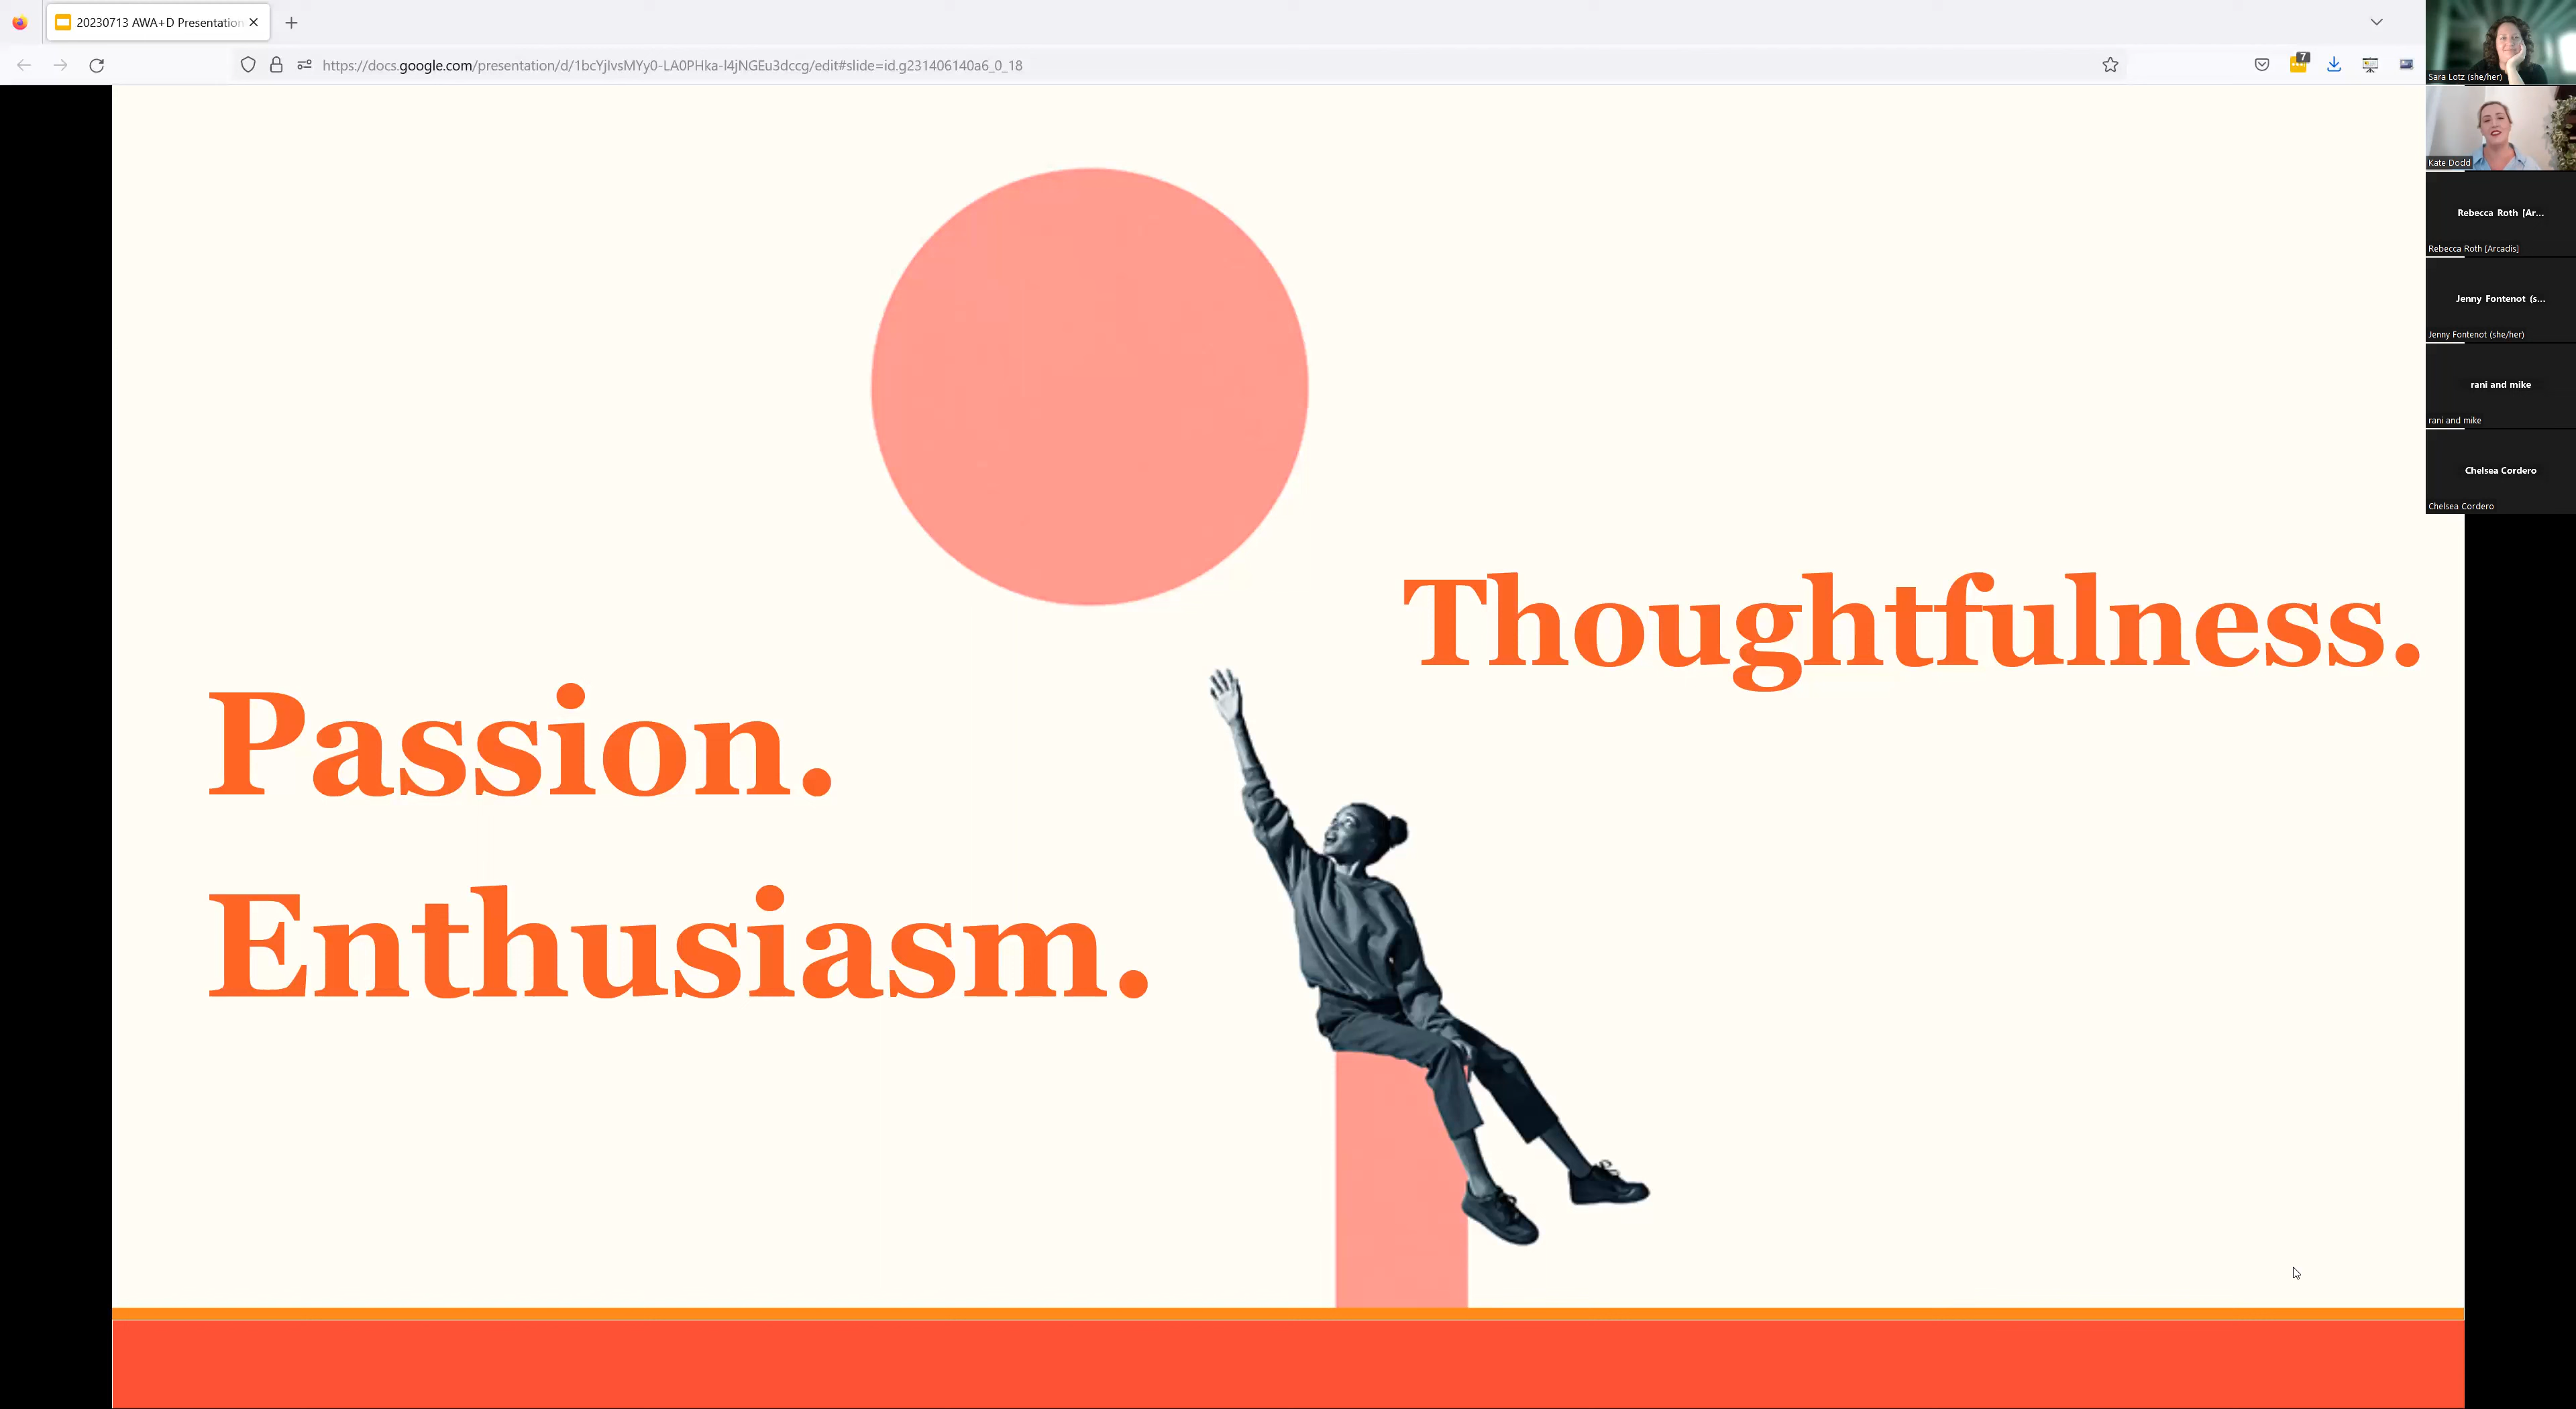 20230713 AWA+D Presentation
https://docs.google.com/presentation/d/1bcYjlvsMYy0-LA0PHka-l4jNGEu3dccg/edit#slide=id.g231406140a6_0_18
7
Sara Lotz (she/her)
Kate Dodd
Rebecca Roth [Ar...
Rebecca Roth [Arcadis]
Jenny Fontenot (s...
Jenny Fontenot (she/her)
rani and mike
rani and mike
Chelsea Cordero
Chelsea Cordero
Thoughtfulness.
Passion.
Enthusiasm.